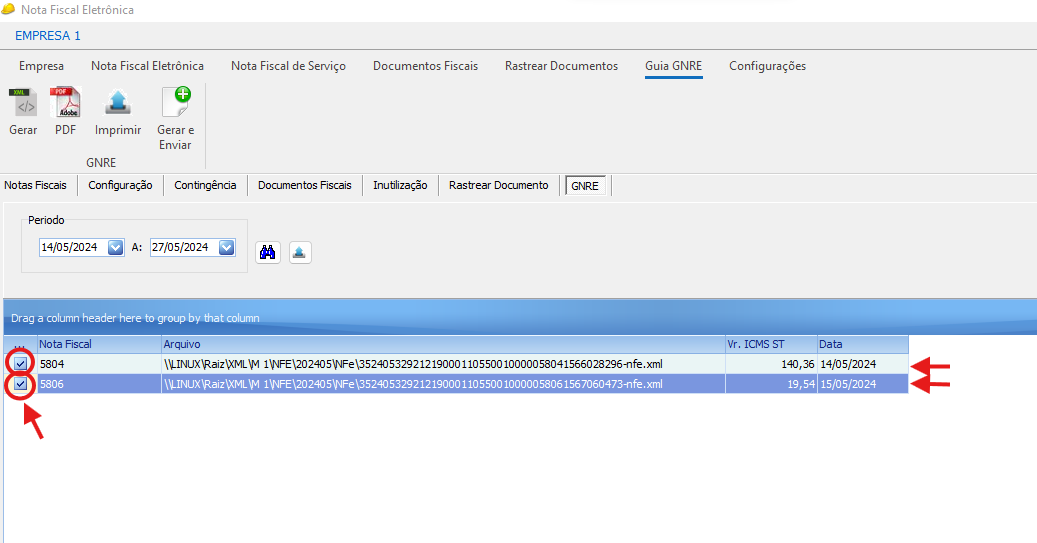 Nota Fiscal Eletrônica
EMPRESA 1
Empresa Nota Fiscal Eletrônica Nota Fiscal de Serviço Documentos Fiscais Rastrear Documentos Guia GNRE Configurações
XML PDF Adobe
Gerar PDF Imprimir Gerar e Enviar
GNRE
Notas Fiscais Configuração Contingência Documentos Fiscais Inutilização Rastrear Documento GNRE
Periodo
14/05/2024 A: 27/05/2024
Drag a column header here to group by that column
... Nota Fiscal Arquivo Vr. ICMS ST Data
5804 \\LINUX\Raiz\XML\M 1\NFE\202405\NFe\35240532921219000110550010000058041566028296-nfe.xml 140,36 14/05/2024
5806 \\LINUX\Raiz\XML\M 1\NFE\202405\NFe\35240532921219000110550010000058061567060473-nfe.xml 19,54 15/05/2024